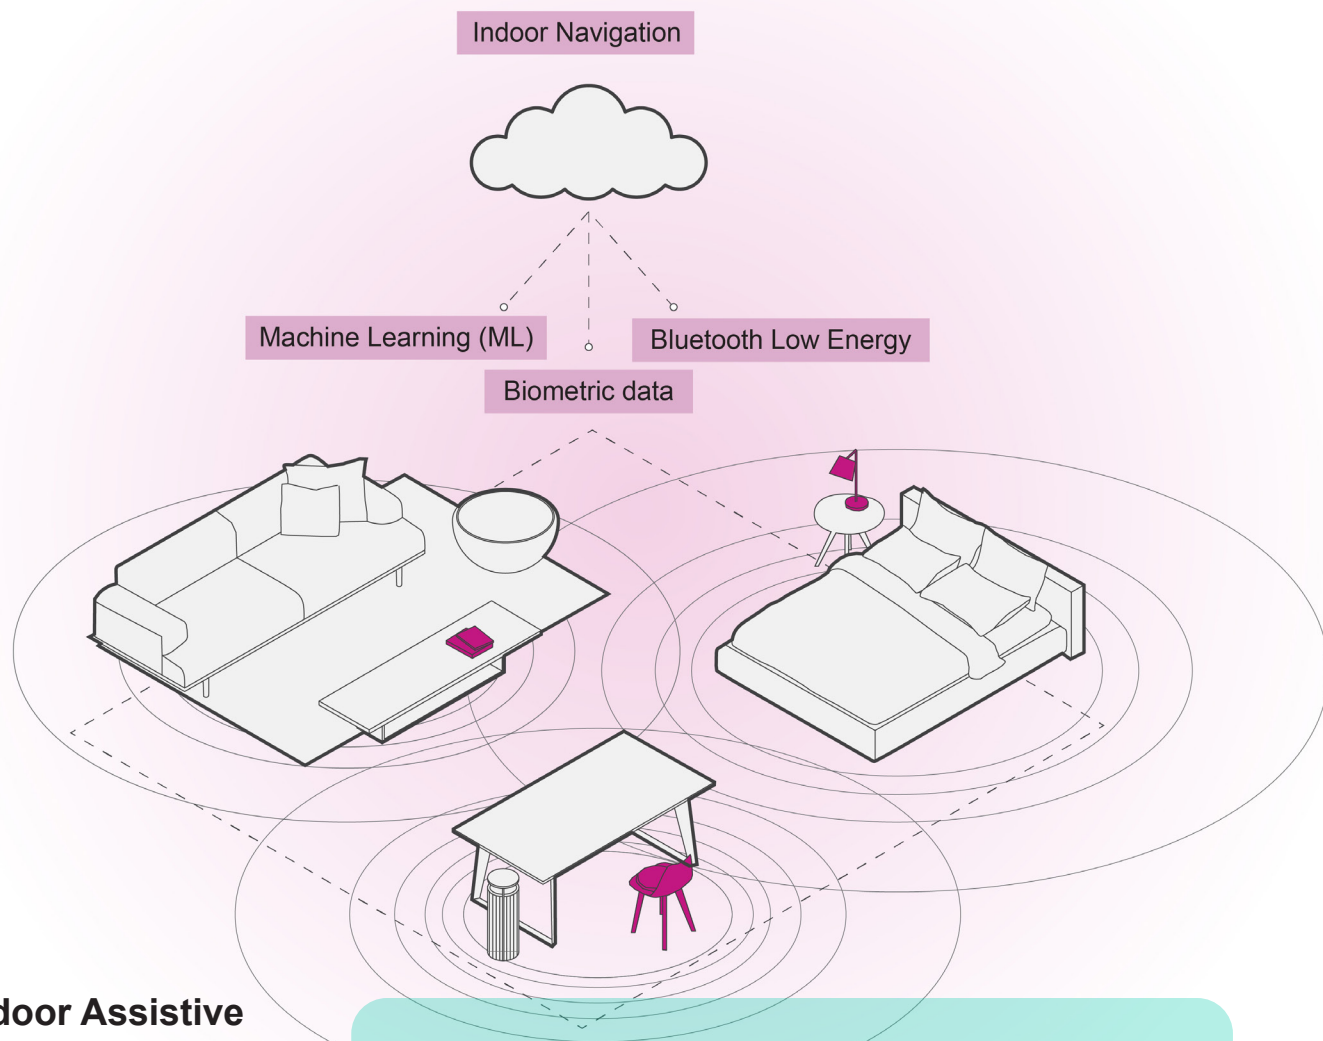 Indoor Navigation
Machine Learning (ML)
Bluetooth Low Energy
Biometric data
door Assistive